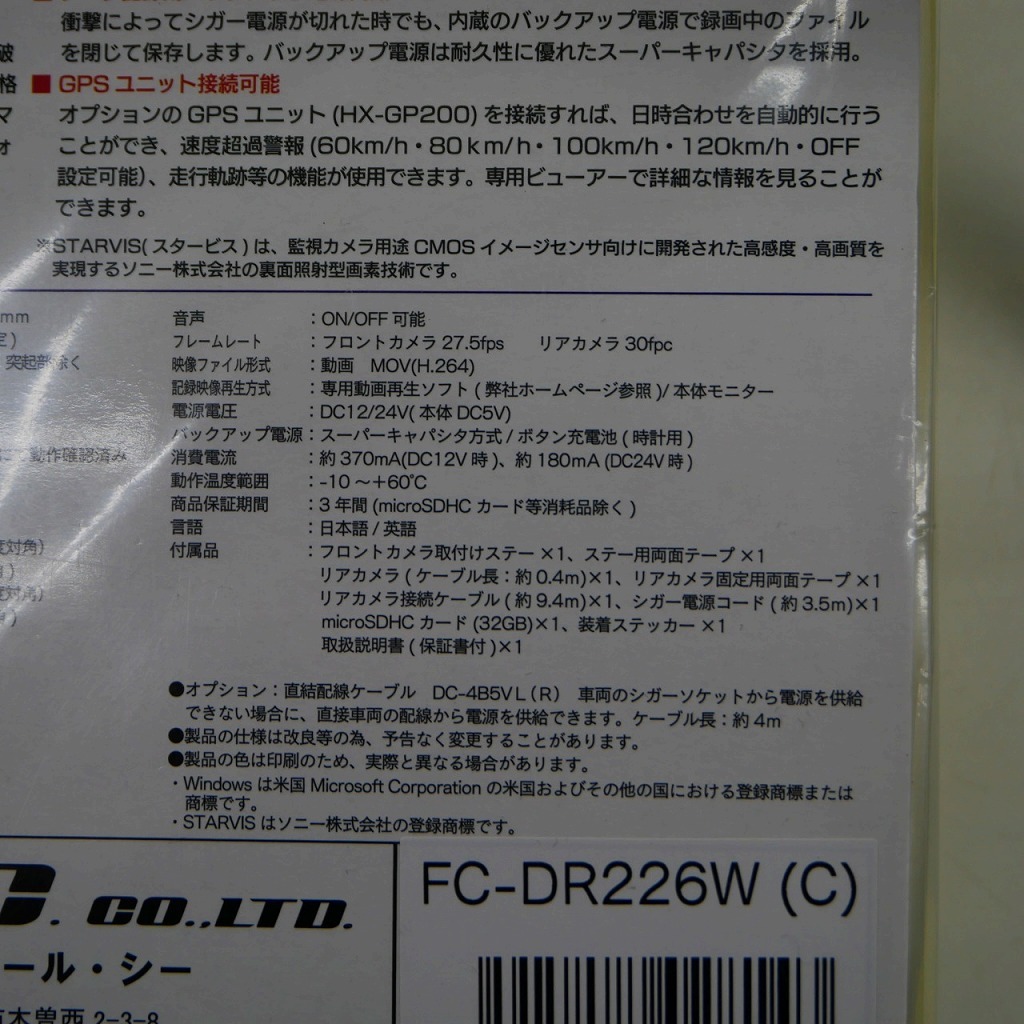 衝撃によってシガー電源が切れた時でも、内蔵のバックアップ電源で録画中のファイル
を閉じて保存します。バックアップ電源は耐久性に優れたスーパーキャパシタを採用。
破
格
マ
ォ
■ GPS ユニット接続可能
オプションの GPS ユニット (HX-GP200) を接続すれば、日時合わせを自動的に行う
ことができ、速度超過警報 (60km/h・80km/h・100km/h・120km/h・OFF
設定可能)、走行軌跡等の機能が使用できます。専用ビューアーで詳細な情報を見ることが
できます。
※STARVIS( スタービス ) は、監視カメラ用途 CMOS イメージセンサ向けに開発された高感度・高画質を
実現するソニー株式会社の裏面照射型画素技術です。
mm
定)
突起部除く
動作確認済み
度対角)
角)
度対角)
音声 : ON/OFF 可能
フレームレート : フロントカメラ 27.5fps リアカメラ 30fpc
映像ファイル形式 : 動画 MOV(H.264)
記録映像再生方式 : 専用動画再生ソフト ( 弊社ホームページ参照 )/ 本体モニター
電源電圧 : DC12/24V( 本体 DC5V)
バックアップ電源 : スーパーキャパシタ方式 / ボタン充電池 ( 時計用 )
消費電流 : 約 370mA(DC12V 時 )、約 180mA (DC24V 時 )
動作温度範囲 : -10 ～+60℃
商品保証期間 : 3 年間 (microSDHC カード等消耗品除く )
言語 : 日本語 / 英語
付属品 : フロントカメラ取付けステー ×1、ステー用両面テープ ×1
リアカメラ ( ケーブル長 : 約 0.4m)×1、リアカメラ固定用両面テープ ×1
リアカメラ接続ケーブル ( 約 9.4m)×1、シガー電源コード ( 約 3.5m)×1
microSDHC カード (32GB)×1、装着ステッカー ×1
取扱説明書 ( 保証書付 )×1
●オプション : 直結配線ケーブル DC-4B5VL(R) 車両のシガーソケットから電源を供給
できない場合に、直接車両の配線から電源を供給できます。ケーブル長 : 約 4m
●製品の仕様は改良等の為、予告なく変更することがあります。
●製品の色は印刷のため、実際と異なる場合があります。
・Windows は米国 Microsoft Corporation の米国およびその他の国における登録商標または
商標です。
・STARVIS はソニー株式会社の登録商標です。
C. CO.,LTD.
ール・シー
木曽西 2-3-8
FC-DR226W (C)